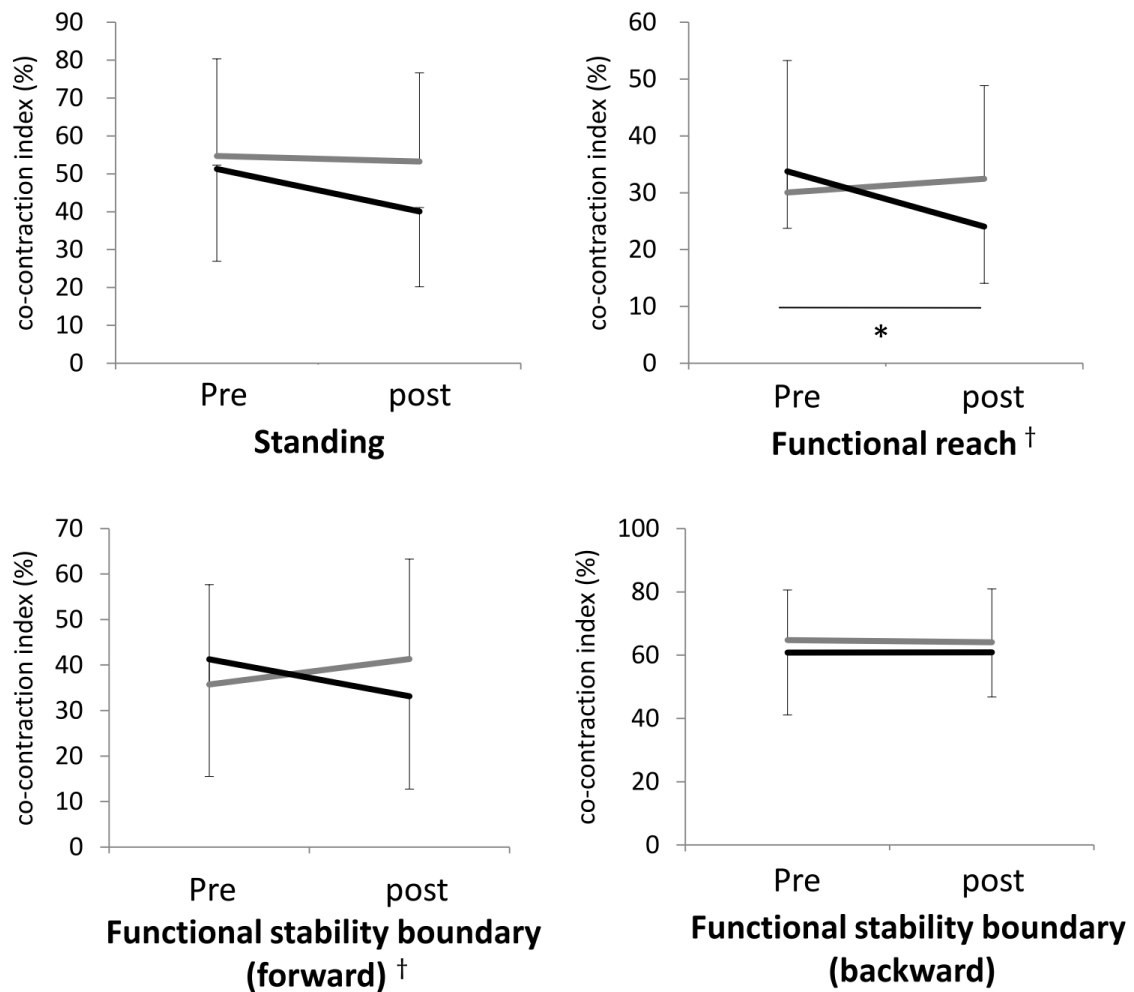 co-contraction index (%)
90
80
70
60
50
40
30
20
10
0
Pre post
Standing
co-contraction index (%)
60
50
40
30
20
10
0
*
Pre post
Functional reach †
co-contraction index (%)
70
60
50
40
30
20
10
0
Pre post
Functional stability boundary
(forward) †
co-contraction index (%)
100
80
60
40
20
0
Pre post
Functional stability boundary
(backward)